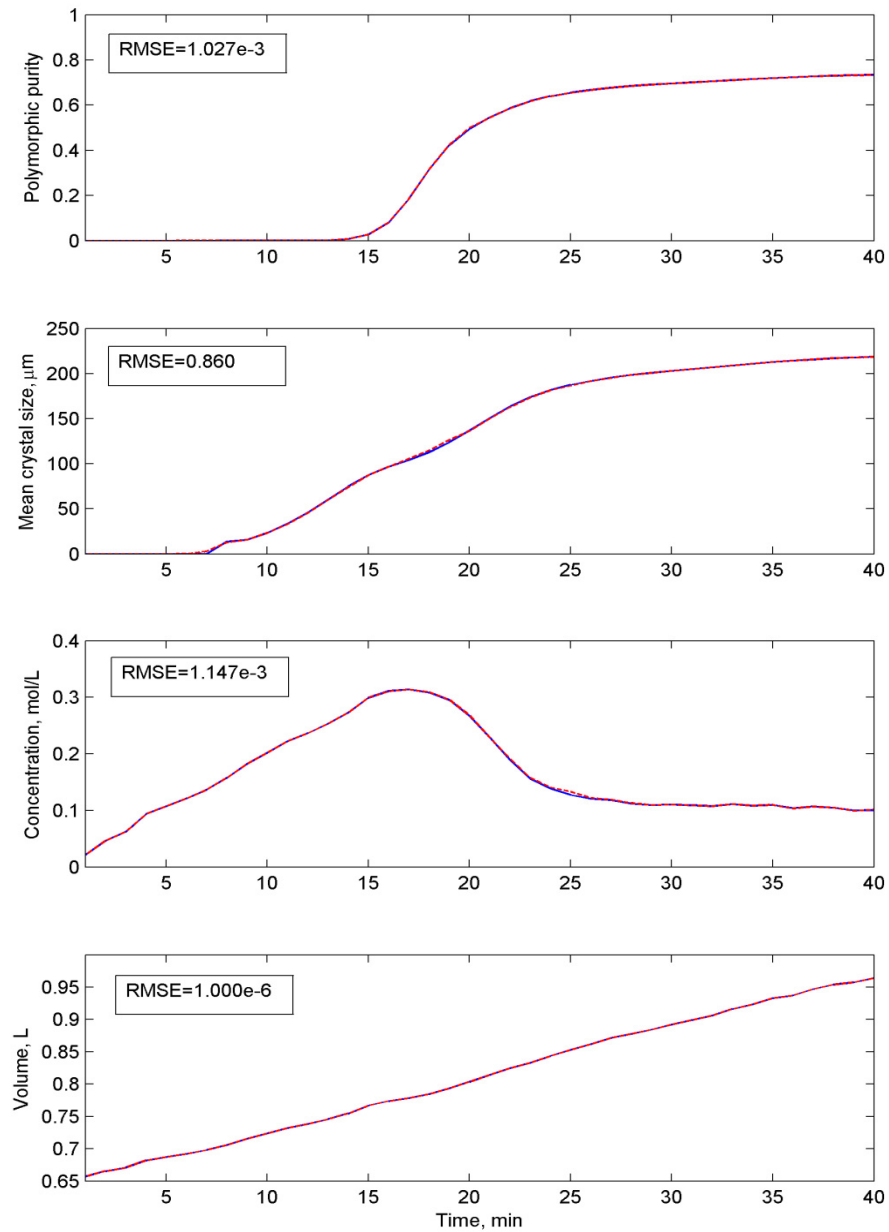 1
RMSE=1.027e-3
0.8
0.6
0.4
0.2
0
Polymorphic purity
5 10 15 20 25 30 35 40
250
RMSE=0.860
200
150
100
50
0
Mean crystal size, μm
5 10 15 20 25 30 35 40
0.4
RMSE=1.147e-3
0.3
0.2
0.1
0
Concentration, mol/L
5 10 15 20 25 30 35 40
0.95
RMSE=1.000e-6
0.9
0.85
0.8
0.75
0.7
0.65
Volume, L
5 10 15 20 25 30 35 40
Time, min